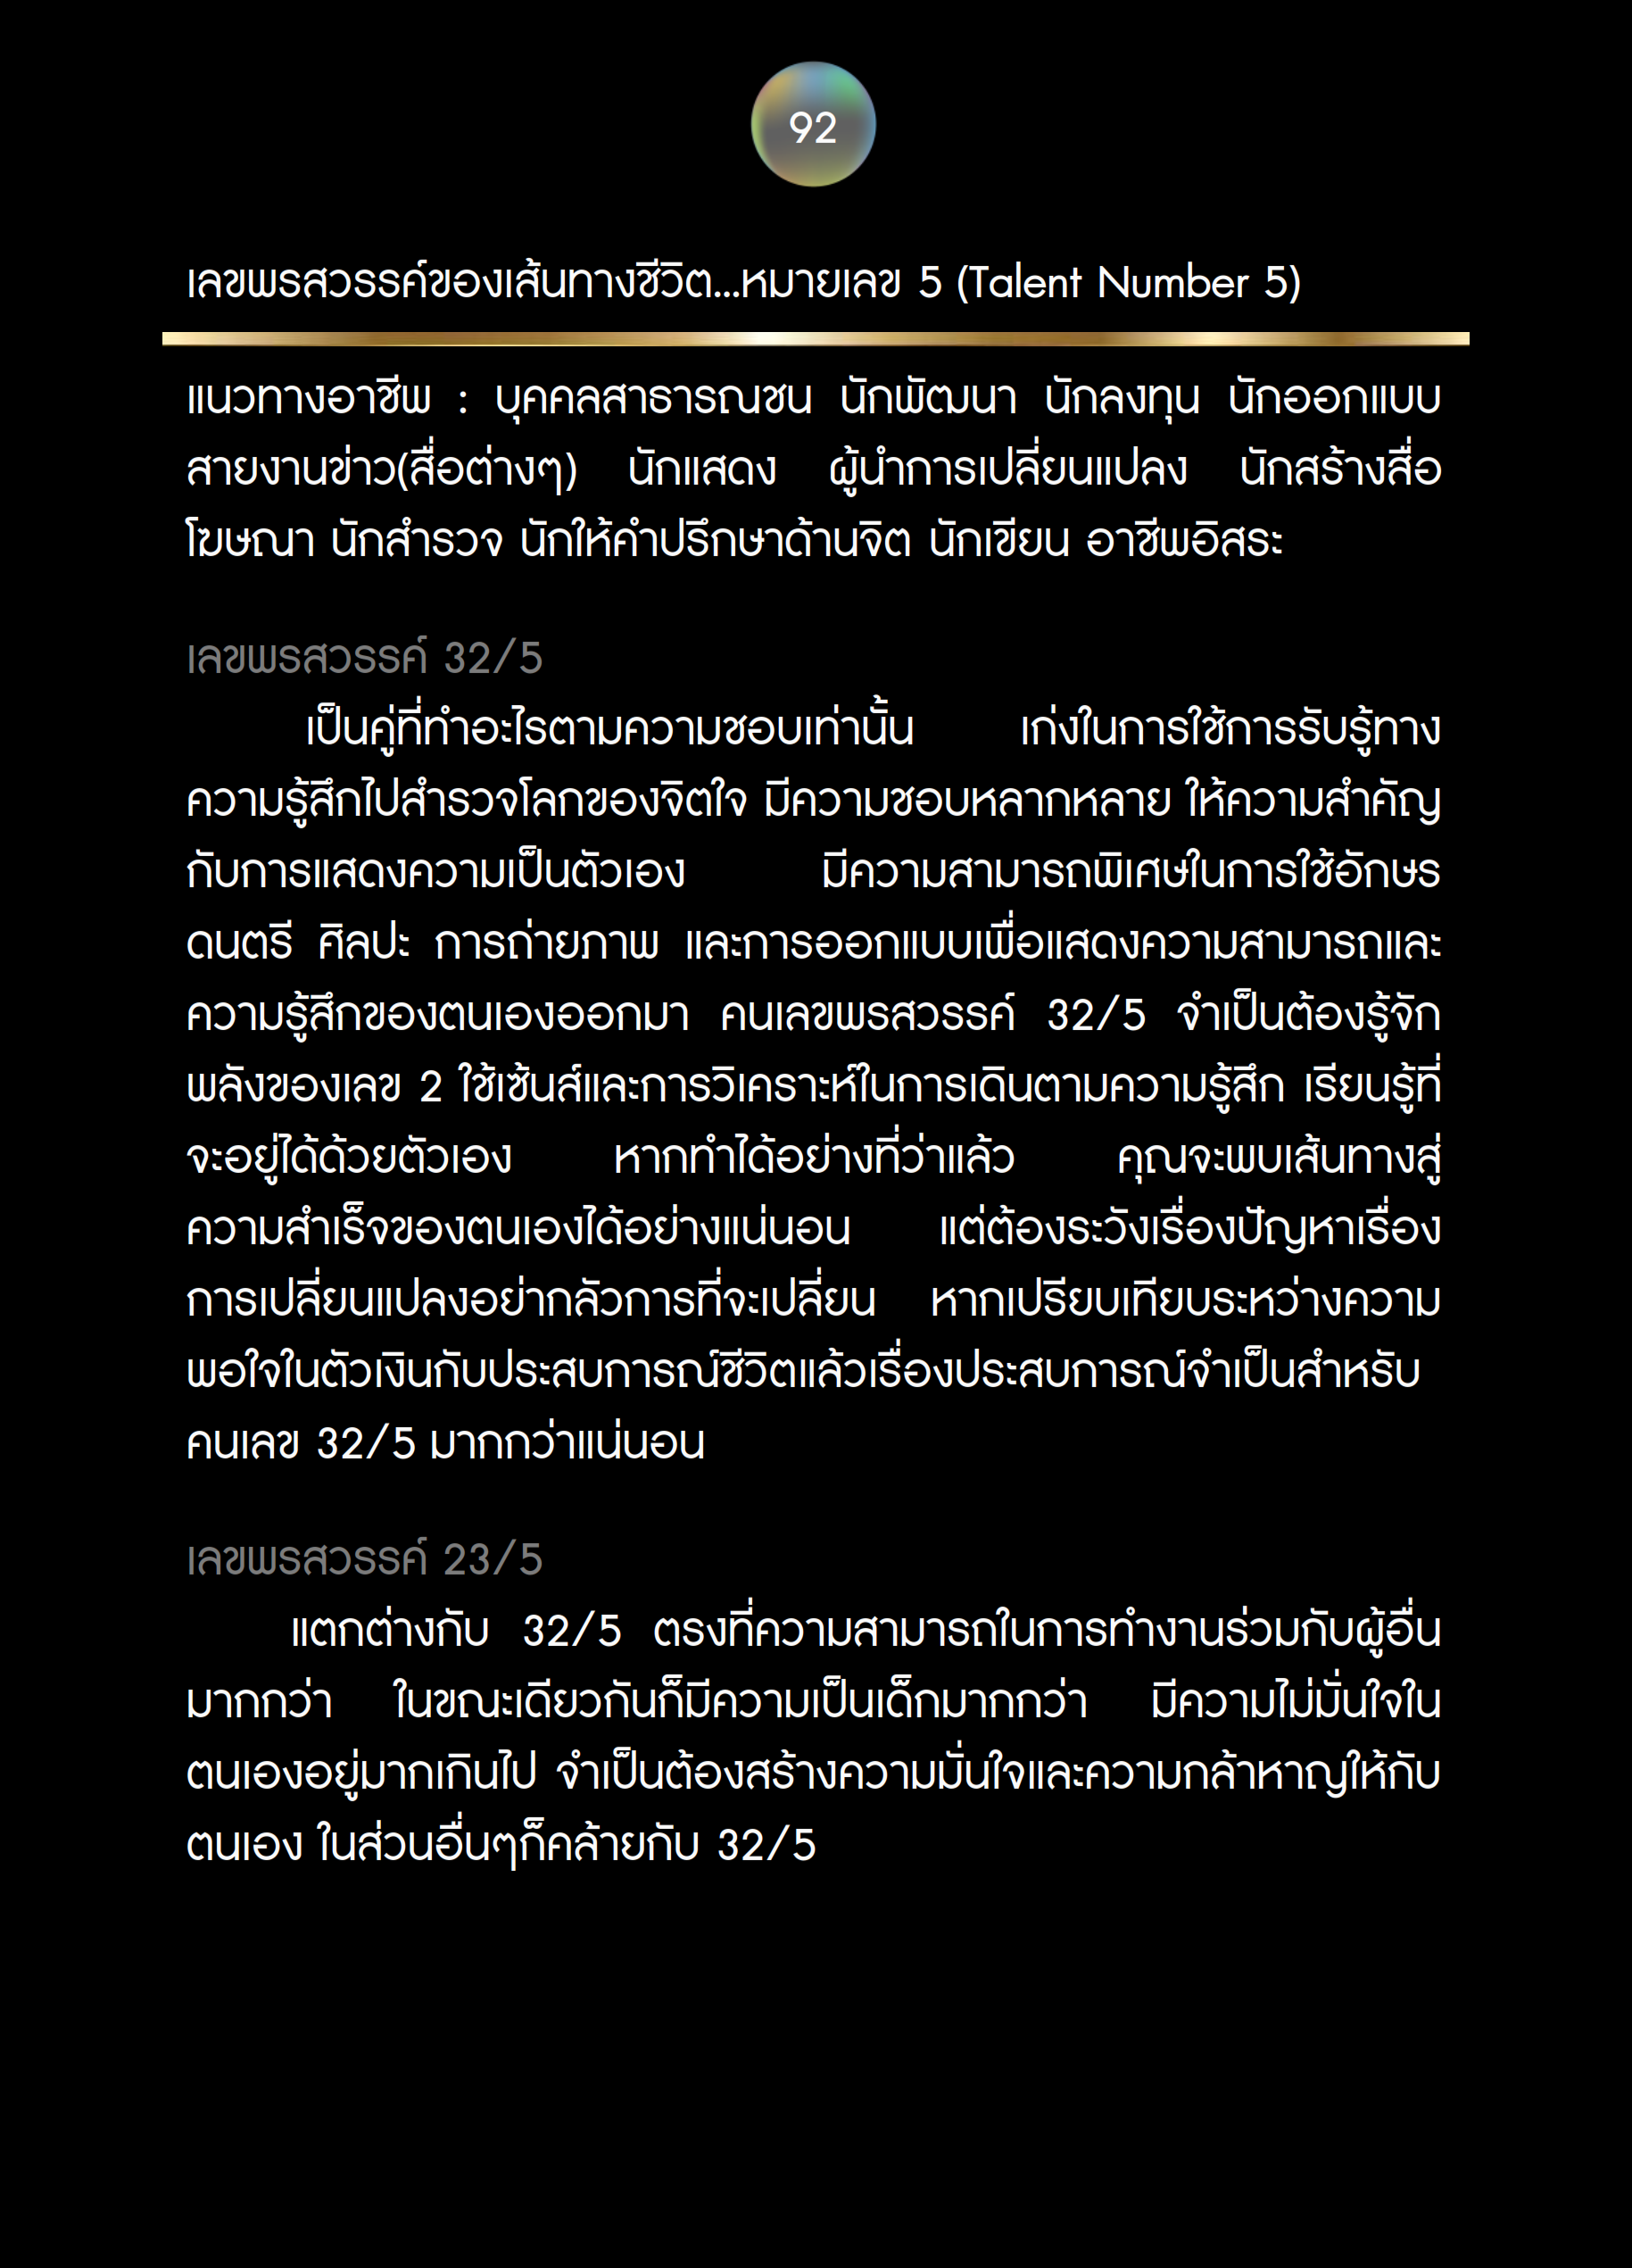 92
เลขพรสวรรค์ของเส้นทางชีวิต...หมายเลข 5 (Talent Number 5)
แนวทางอาชีพ : บุคคลสาธารณชน นักพัฒนา นักลงทุน นักออกแบบ
สายงานข่าว(สื่อต่างๆ) นักแสดง ผู้นำการเปลี่ยนแปลง นักสร้างสื่อ
โฆษณา นักสำรวจ นักให้คำปรึกษาด้านจิต นักเขียน อาชีพอิสระ
เลขพรสวรรค์ 32/5
เป็นคู่ที่ทำอะไรตามความชอบเท่านั้น เก่งในการใช้การรับรู้ทาง
ความรู้สึกไปสำรวจโลกของจิตใจ มีความชอบหลากหลาย ให้ความสำคัญ
กับการแสดงความเป็นตัวเอง มีความสามารถพิเศษในการใช้อักษร
ดนตรี ศิลปะ การถ่ายภาพ และการออกแบบเพื่อแสดงความสามารถและ
ความรู้สึกของตนเองออกมา คนเลขพรสวรรค์ 32/5 จำเป็นต้องรู้จัก
พลังของเลข 2 ใช้เซ้นส์และการวิเคราะห์ในการเดินตามความรู้สึก เรียนรู้ที่
จะอยู่ได้ด้วยตัวเอง หากทำได้อย่างที่ว่าแล้ว คุณจะพบเส้นทางสู่
ความสำเร็จของตนเองได้อย่างแน่นอน แต่ต้องระวังเรื่องปัญหาเรื่อง
การเปลี่ยนแปลงอย่ากลัวการที่จะเปลี่ยน หากเปรียบเทียบระหว่างความ
พอใจในตัวเงินกับประสบการณ์ชีวิตแล้วเรื่องประสบการณ์จำเป็นสำหรับ
คนเลข 32/5 มากกว่าแน่นอน
เลขพรสวรรค์ 23/5
แตกต่างกับ 32/5 ตรงที่ความสามารถในการทำงานร่วมกับผู้อื่น
มากกว่า ในขณะเดียวกันก็มีความเป็นเด็กมากกว่า มีความไม่มั่นใจใน
ตนเองอยู่มากเกินไป จำเป็นต้องสร้างความมั่นใจและความกล้าหาญให้กับ
ตนเอง ในส่วนอื่นๆก็คล้ายกับ 32/5